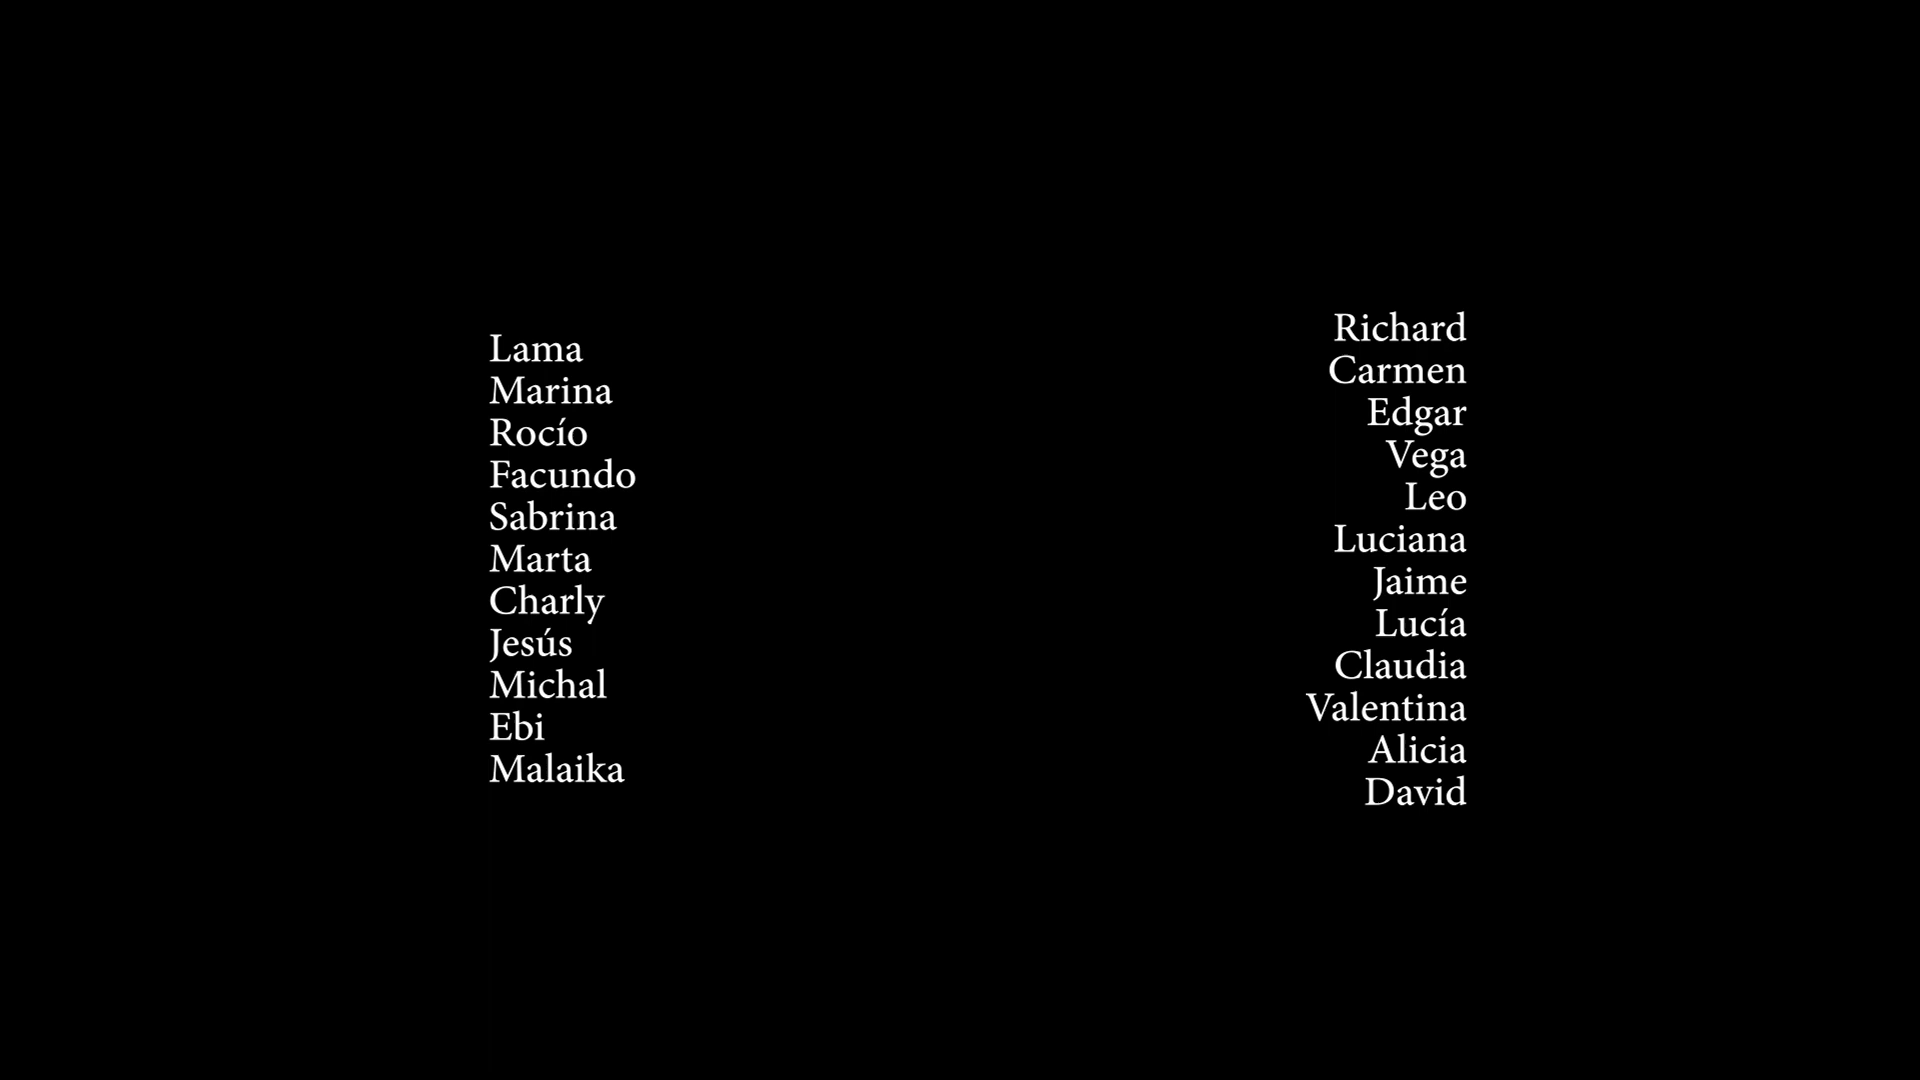 Lama
Marina
Rocío
Facundo
Sabrina
Marta
Charly
Jesús
Michal
Ebi
Malaika
Richard
Carmen
Edgar
Vega
Leo
Luciana
Jaime
Lucía
Claudia
Valentina
Alicia
David